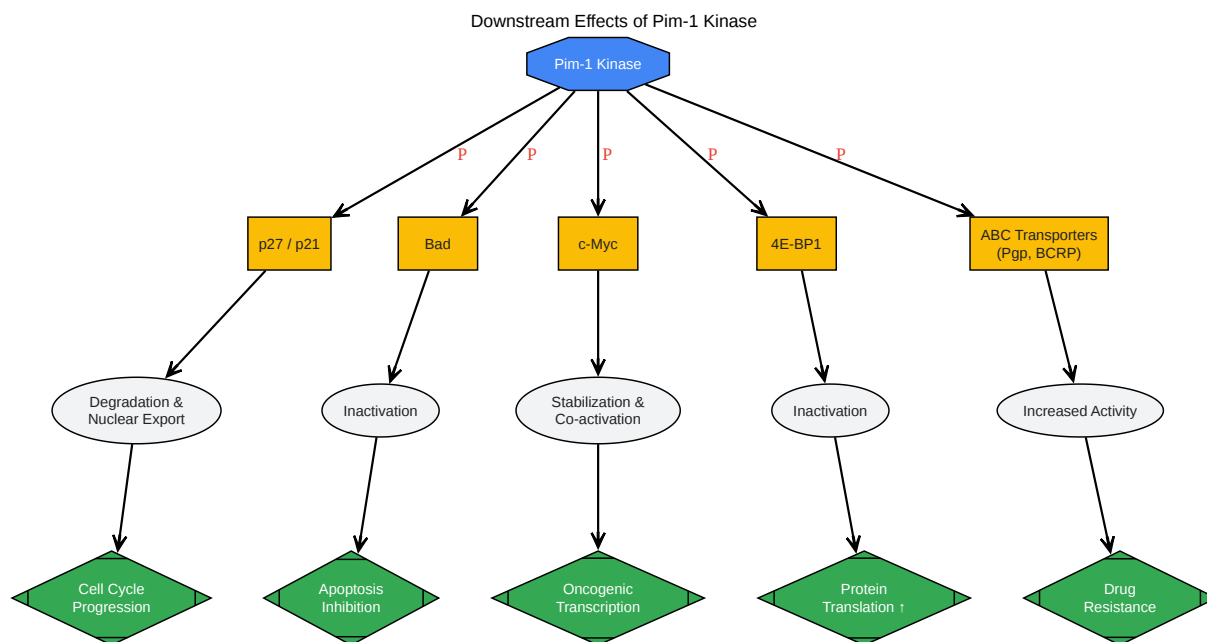 Downstream Effects of Pim-1 Kinase
Pim-1 Kinase
P
P
P
P
P
p27 / p21
Bad
c-Myc
4E-BP1
ABC Transporters
(Pgp, BCRP)
Degradation &
Nuclear Export
Inactivation
Stabilization &
Co-activation
Inactivation
Increased Activity
Cell Cycle
Progression
Apoptosis
Inhibition
Oncogenic
Transcription
Protein
Translation ↑
Drug
Resistance